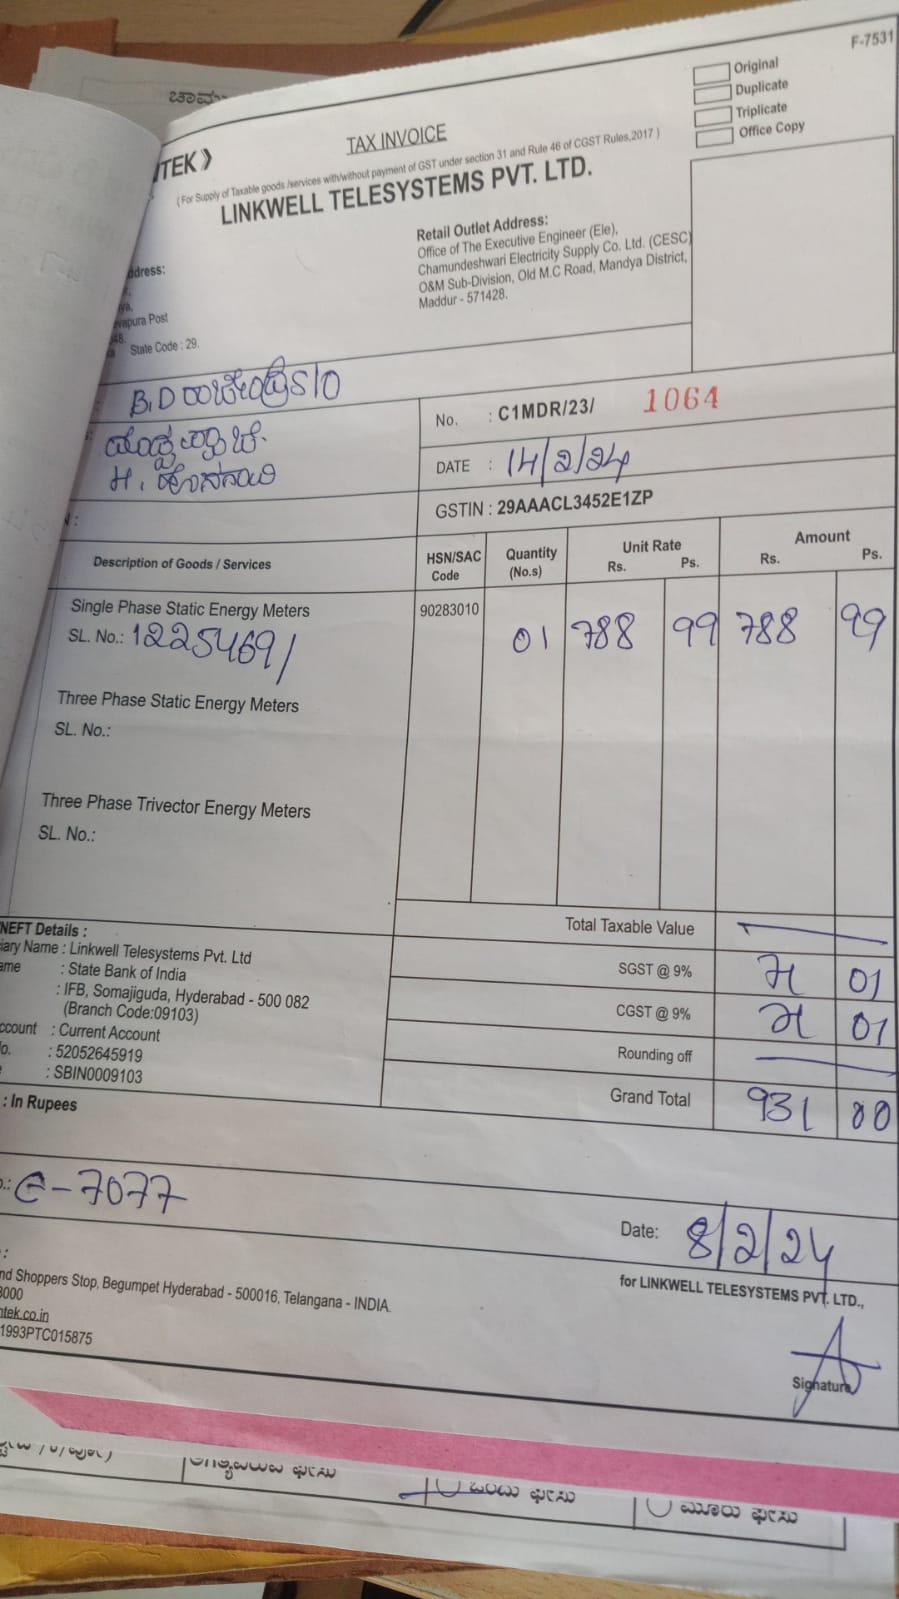 F-7531
Original
Duplicate
Triplicate
Office Copy
TAX INVOICE
NTEK
( For Supply of Taxable goods /services with/without payment of GST under section 31 and Rule 46 of CGST Rules,2017 )
LINKWELL TELESYSTEMS PVT. LTD.
Retail Outlet Address:
Office of The Executive Engineer (Ele),
Chamundeshwari Electricity Supply Co. Ltd. (CESC)
O&M Sub-Division, Old M.C Road, Mandya District,
Maddur - 571428.
ddress:
evapura Post
State Code : 29.
B.D ರಾಜೇಂದ್ರ S/O
H. ಹೊಸಗಾವಿ
No. : C1MDR/23/ 1064
DATE : 14/2/24
GSTIN : 29AAACL3452E1ZP
Description of Goods / Services HSN/SAC Code Quantity (No.s) Unit Rate Rs. Ps. Amount Rs. Ps.
Single Phase Static Energy Meters 90283010 01 788 99 788 99
SL. No.: 12254691
Three Phase Static Energy Meters
SL. No.:
Three Phase Trivector Energy Meters
SL. No.:
Total Taxable Value
SGST @ 9% 71 01
CGST @ 9% 71 01
Rounding off
Grand Total 931 00
NEFT Details :
iary Name : Linkwell Telesystems Pvt. Ltd
ame : State Bank of India
: IFB, Somajiguda, Hyderabad - 500 082
(Branch Code:09103)
ccount : Current Account
o. : 52052645919
: SBIN0009103
: In Rupees
e-7077
Date: 8/2/24
nd Shoppers Stop, Begumpet Hyderabad - 500016, Telangana - INDIA.
8000
ntek.co.in
1993PTC015875
for LINKWELL TELESYSTEMS PVT. LTD.,
Signature
ಒಂದು ಫೇಸು
ಮೂರು ಫೇಸು